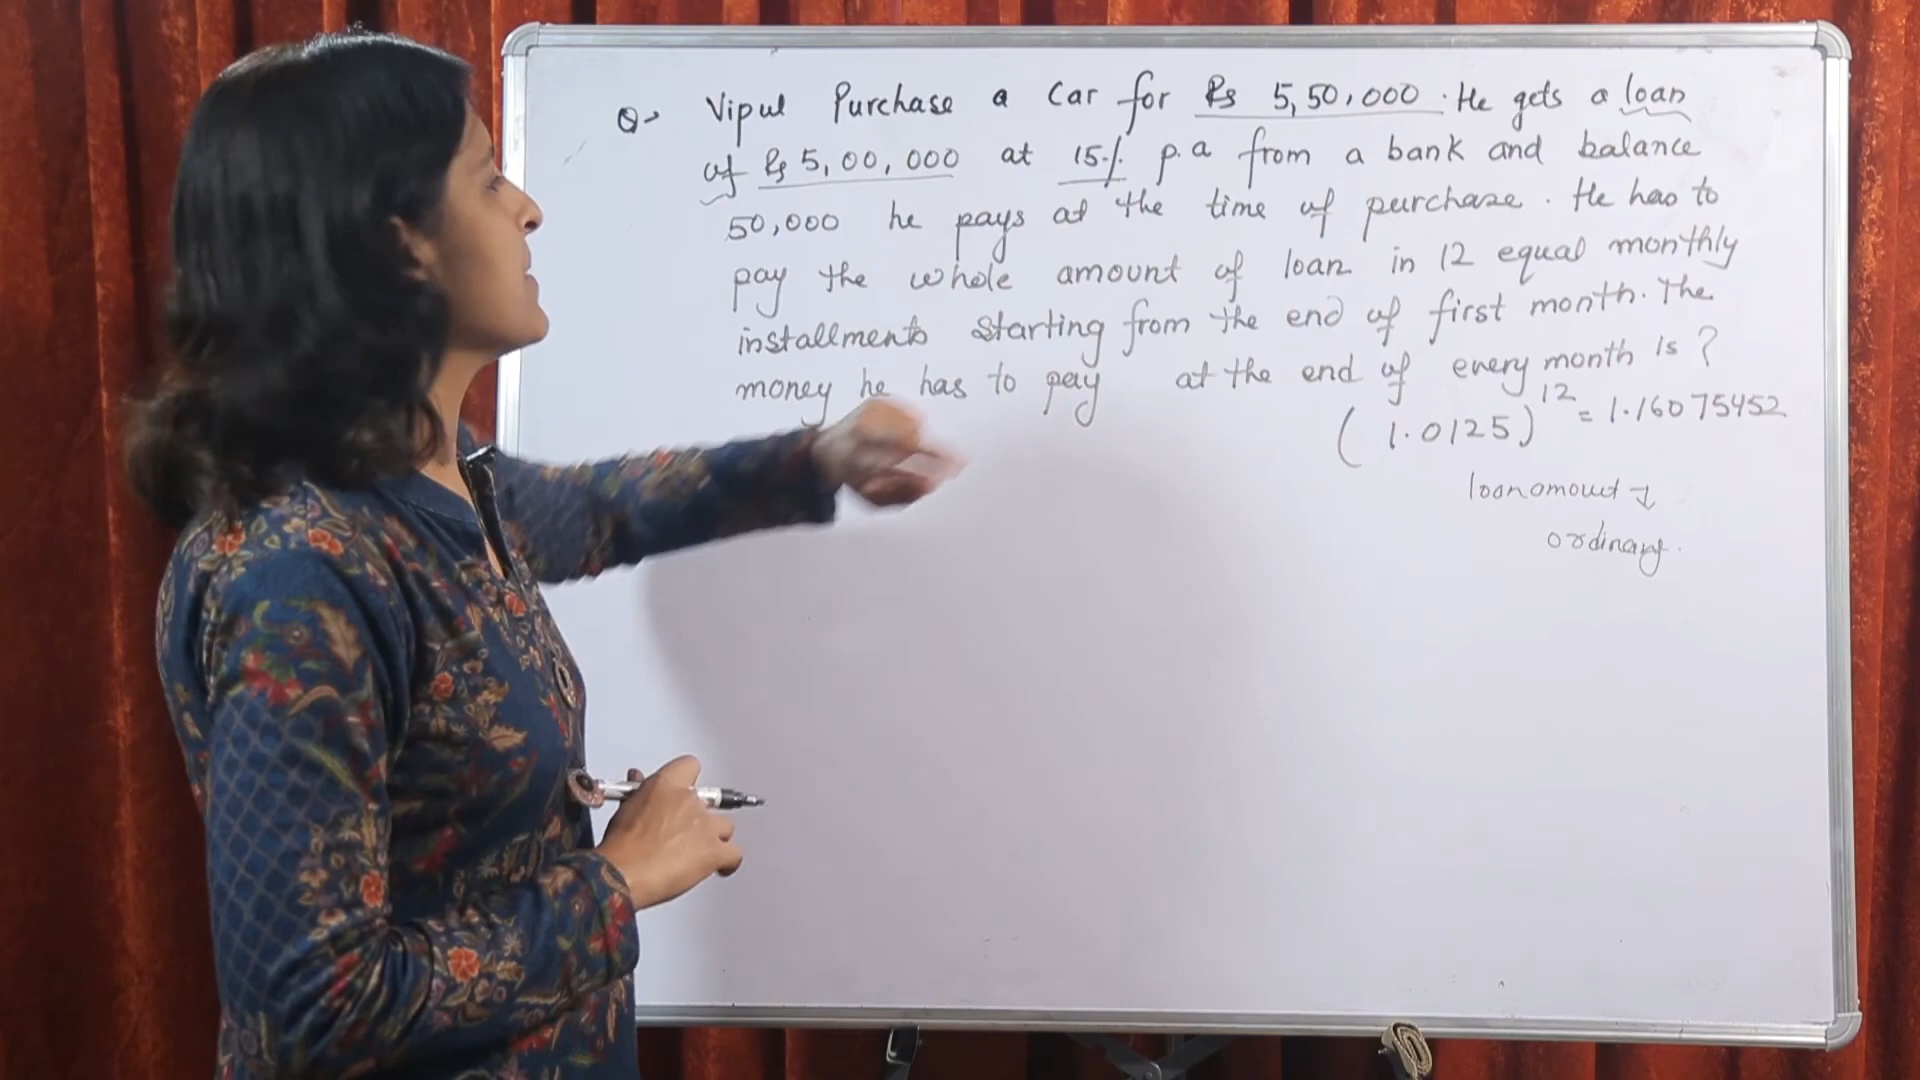 Q→ Vipul Purchase a Car for Rs 5,50,000. He gets a loan
of Rs 5,00,000 at 15% p.a from a bank and balance
50,000 he pays at the time of purchase. He has to
pay the whole amount of loan in 12 equal monthly
installments starting from the end of first month. The
money he has to pay at the end of every month is?
(1.0125)^12 = 1.16075452
loan amout ↴
ordinary.